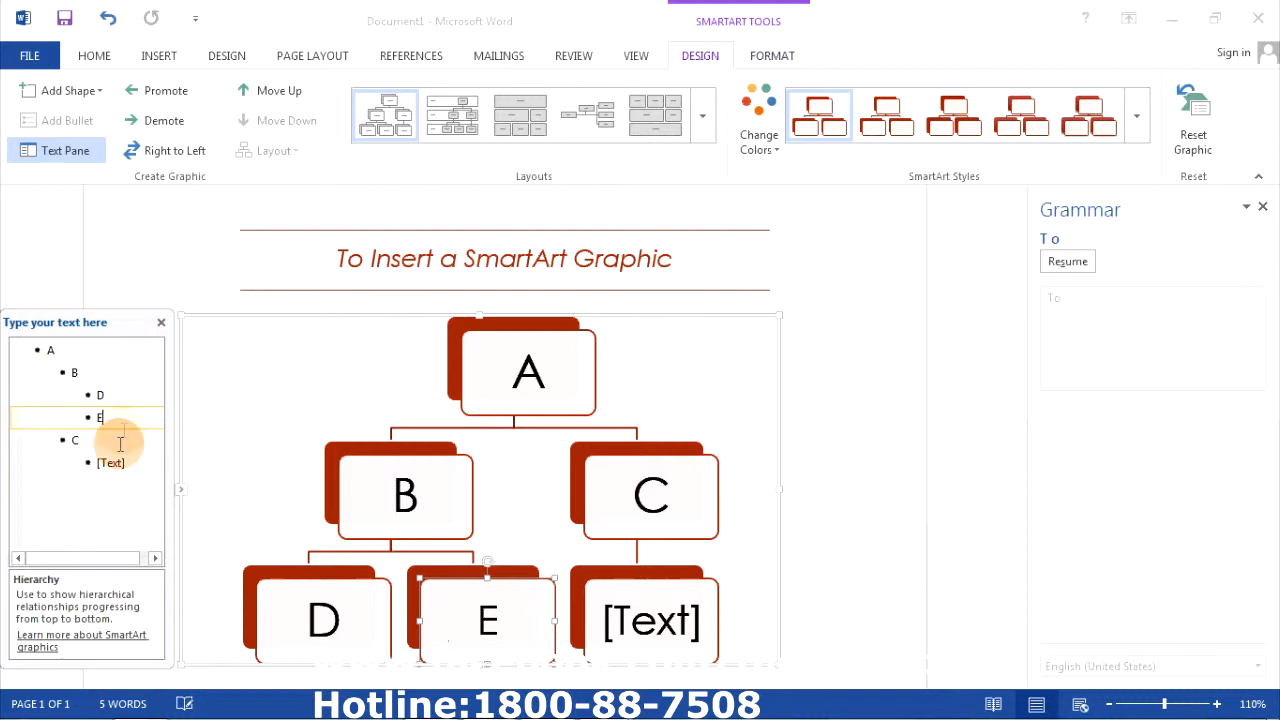 Document1 - Microsoft Word
SMARTART TOOLS
?
FILE HOME INSERT DESIGN PAGE LAYOUT REFERENCES MAILINGS REVIEW VIEW DESIGN FORMAT
Sign in
Add Shape
Promote
Move Up
Add Bullet
Demote
Move Down
Text Pane
Right to Left
Layout
Change
Colors
Reset
Graphic
Create Graphic
Layouts
SmartArt Styles
Reset
Grammar
To
Resume
To
English (United States)
To Insert a SmartArt Graphic
Type your text here
A
B
D
E
C
[Text]
Hierarchy
Use to show hierarchical
relationships progressing
from top to bottom.
Learn more about SmartArt
graphics
A
B
C
D
E
[Text]
PAGE 1 OF 1
5 WORDS
Hotline:1800-88-7508
110%